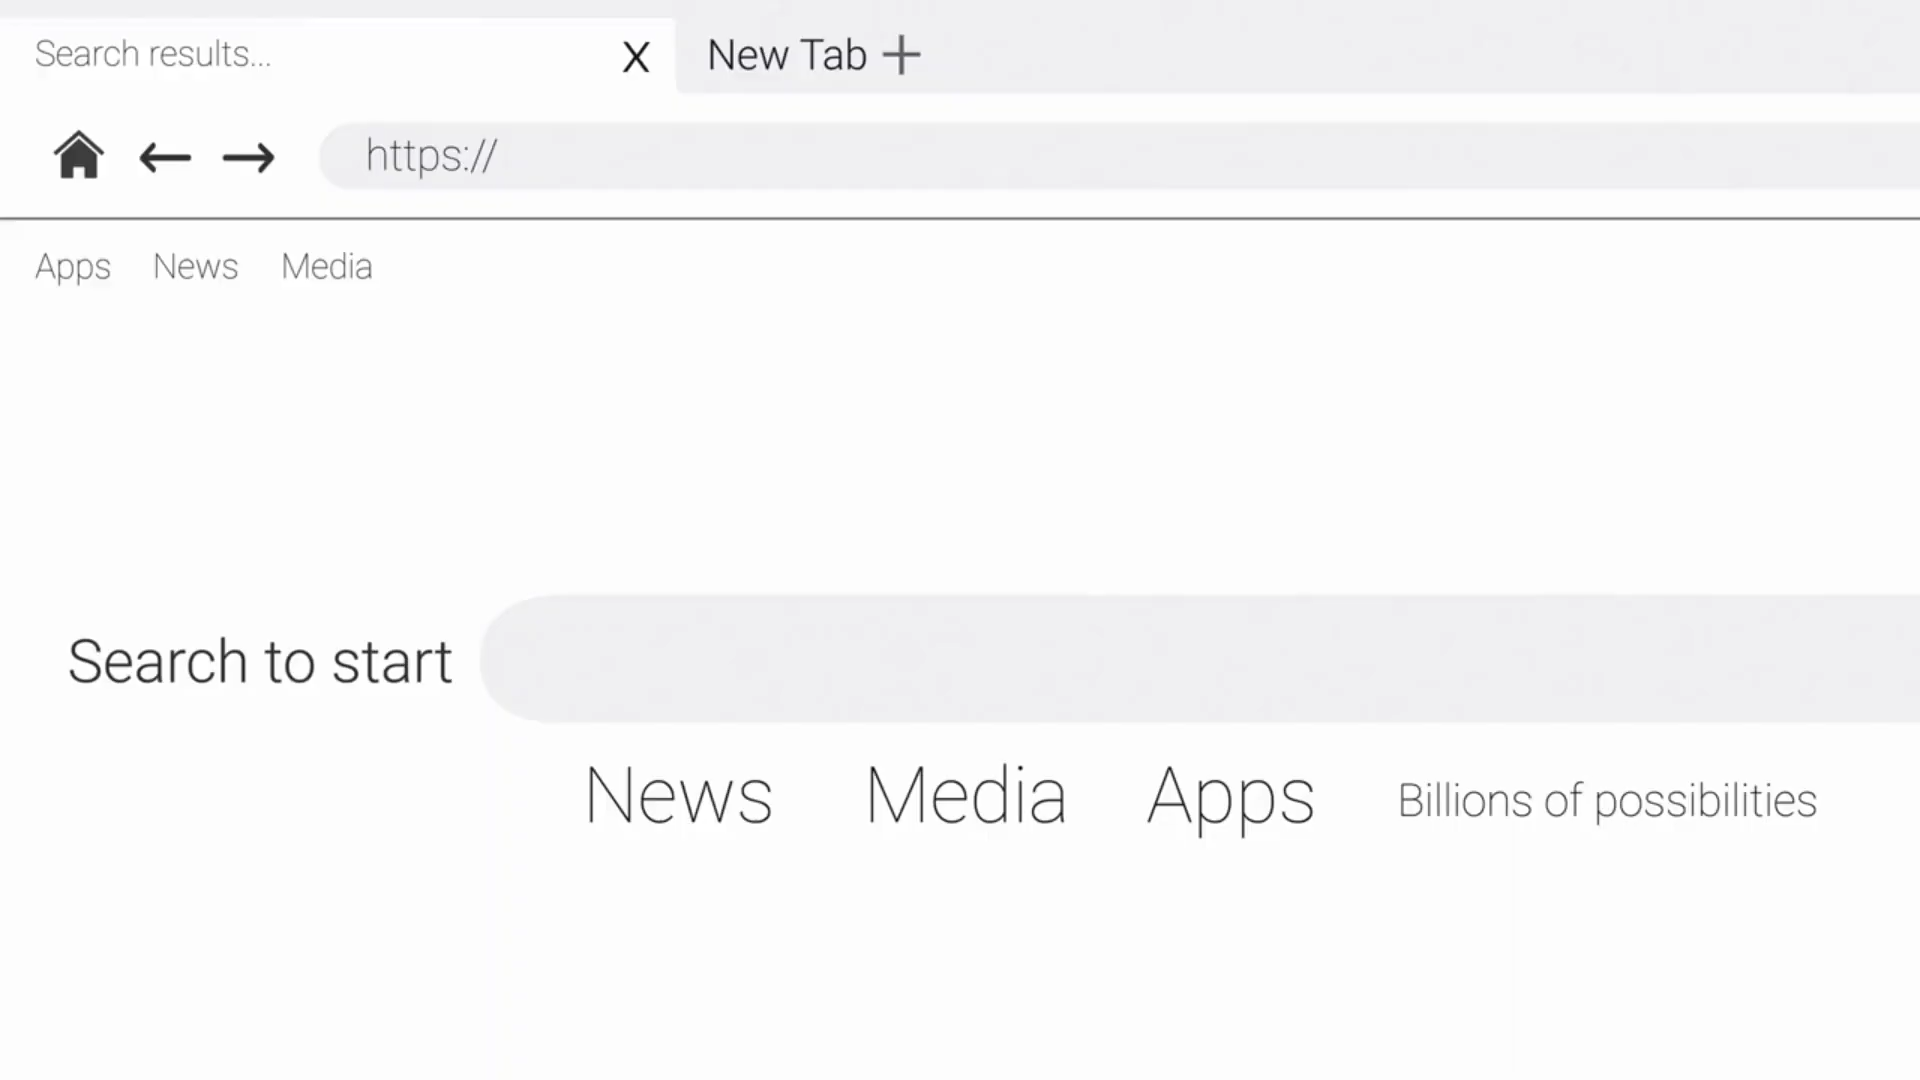 Search results... X New Tab +
https://
Apps News Media
Search to start
News Media Apps Billions of possibilities